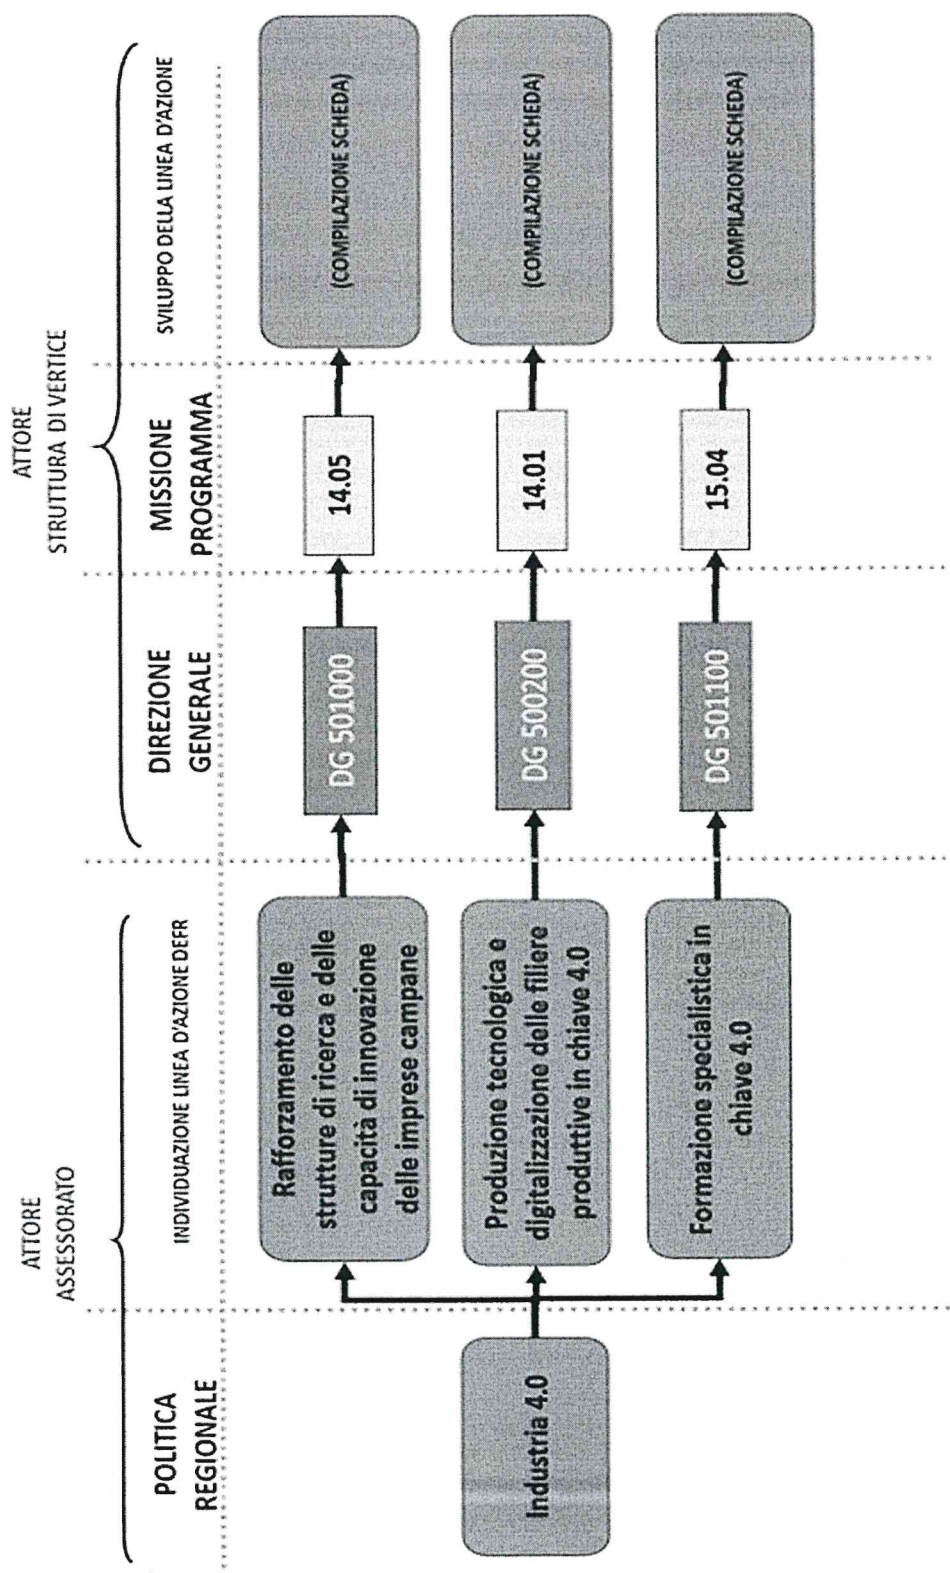 ATTORE
ASSESSORATO
ATTORE
STRUTTURA DI VERTICE
POLITICA
REGIONALE
INDIVIDUAZIONE LINEA D'AZIONE DEFR
DIREZIONE
GENERALE
MISSIONE
PROGRAMMA
SVILUPPO DELLA LINEA D'AZIONE
Industria 4.0
Rafforzamento delle
strutture di ricerca e delle
capacità di innovazione
delle imprese campane
DG 501000
14.05
(COMPILAZIONE SCHEDA)
Produzione tecnologica e
digitalizzazione delle filiere
produttive in chiave 4.0
DG 500200
14.01
(COMPILAZIONE SCHEDA)
Formazione specialistica in
chiave 4.0
DG 501100
15.04
(COMPILAZIONE SCHEDA)